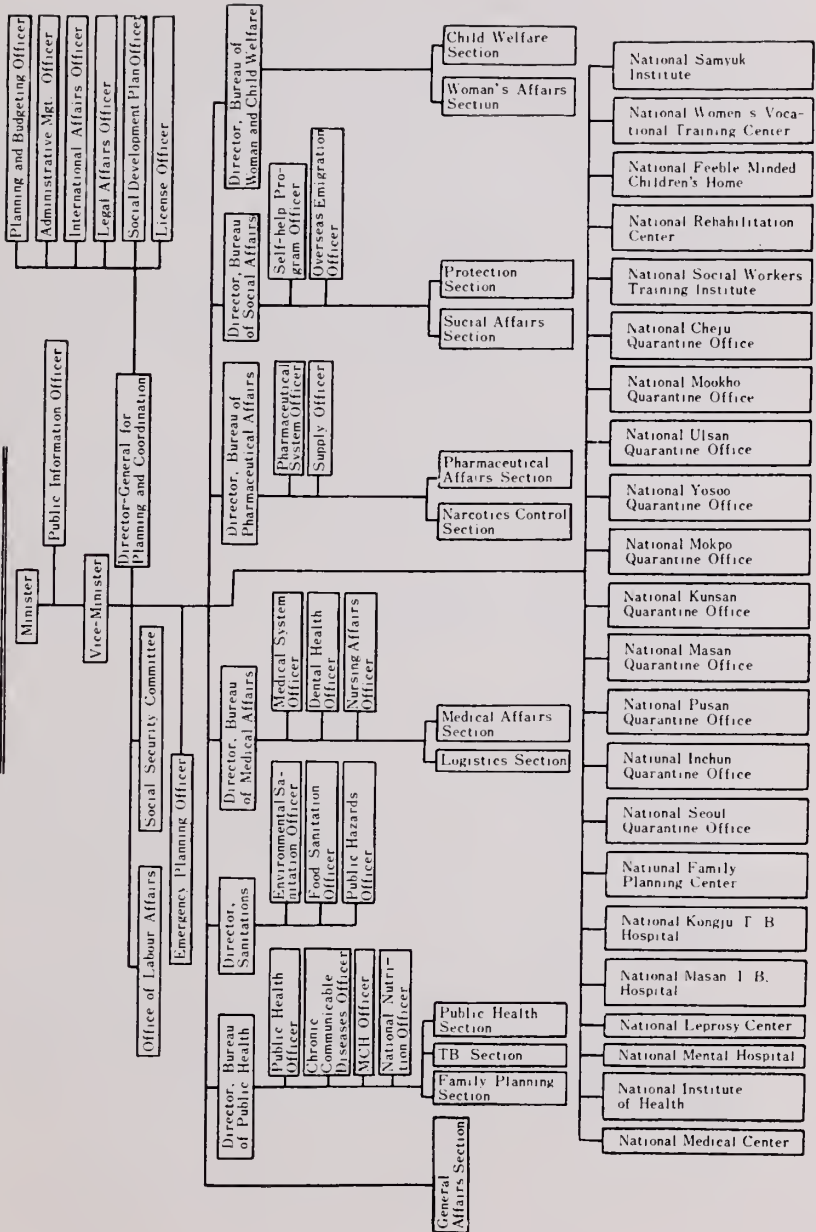 Minister
Public Information Officer
Vice-Minister
Director-General for
Planning and Coordination
Planning and Budgeting Officer
Administrative Mgt. Officer
International Affairs Officer
Legal Affairs Officer
Social Development Plan Officer
License Officer
Office of Labour Affairs
Social Security Committee
Emergency Planning Officer
General
Affairs Section
Director, Bureau
of Public Health
Public Health
Officer
Chronic
Communicable
Diseases Officer
MCH Officer
National Nutri-
tion Officer
Family Planning
Section
TB Section
Public Health
Section
Director,
Sanitations
Environmental Sa-
nitation Officer
Food Sanitation
Officer
Public Hazards
Officer
Director, Bureau
of Medical Affairs
Medical System
Officer
Dental Health
Officer
Nursing Affairs
Officer
Logistics Section
Medical Affairs
Section
Director, Bureau of
Pharmaceutical Affairs
Pharmaceutical
System Officer
Supply Officer
Narcotics Control
Section
Pharmaceutical
Affairs Section
Director, Bureau
of Social Affairs
Self-help Pro-
gram Officer
Overseas Emigration
Officer
Sucial Affairs
Section
Protection
Section
Director, Bureau of
Woman and Child Welfare
Woman's Affairs
Sectiun
Child Welfare
Section
National Medical Center
National Institute
of Health
National Mental Hospital
National Leprosy Center
National Masan T B.
Hospital
National Kongju T B
Hospital
National Family
Planning Center
National Seoul
Quarantine Office
National Inchun
Quarantine Office
National Pusan
Quarantine Office
National Masan
Quarantine Office
National Kunsan
Quarantine Office
National Mokpo
Quarantine Office
National Yosoo
Quarantine Office
National Ulsan
Quarantine Office
National Mookho
Quarantine Office
National Cheju
Quarantine Office
National Social Workers
Training Institute
National Rehabilitation
Center
National Feeble Minded
Children's Home
National Women s Voca-
tional Training Center
National Samyuk
Institute